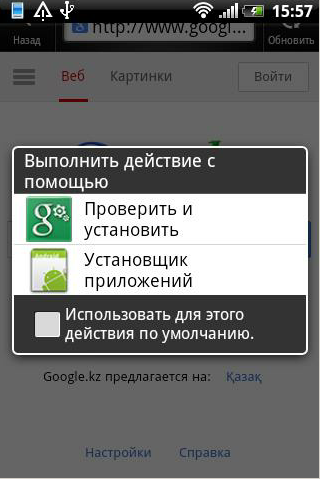 15:57
Назад
http://www.googl...
Обновить
Веб Картинки Войти
Выполнить действие с
помощью
Проверить и
установить
Android
Установщик
приложений
Использовать для этого
действия по умолчанию.
Google.kz предлагается на: Қазақ
Настройки Справка